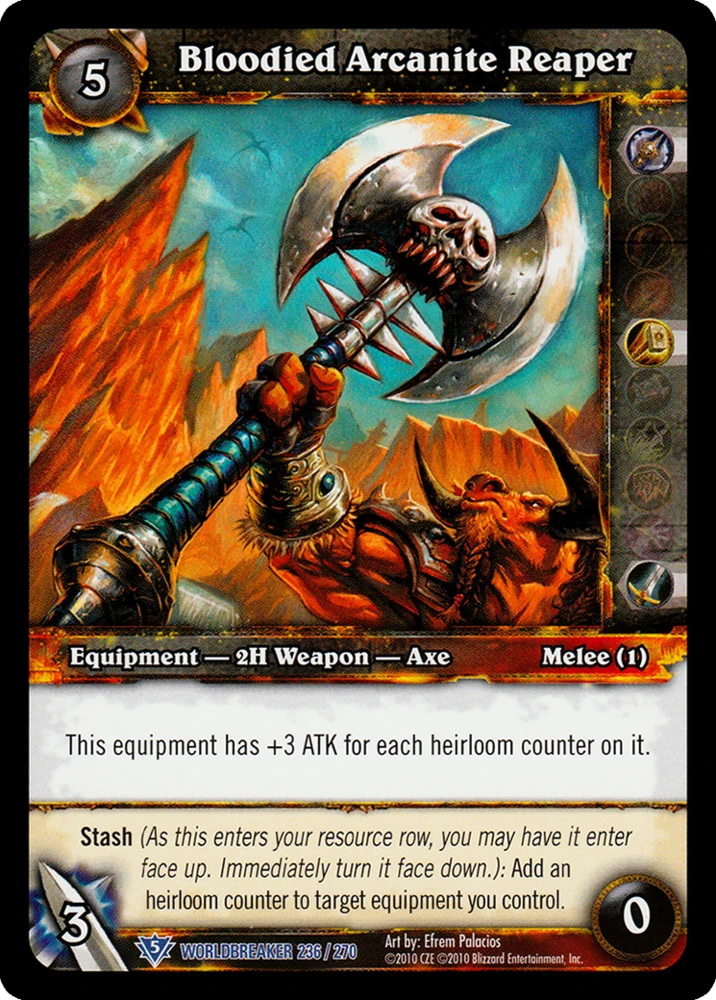 5
Bloodied Arcanite Reaper
Equipment — 2H Weapon — Axe
Melee (1)
This equipment has +3 ATK for each heirloom counter on it.
Stash (As this enters your resource row, you may have it enter
face up. Immediately turn it face down.): Add an
heirloom counter to target equipment you control.
3
0
5
WORLDBREAKER 236 / 270
Art by: Efrem Palacios
©2010 CZE ©2010 Blizzard Entertainment, Inc.